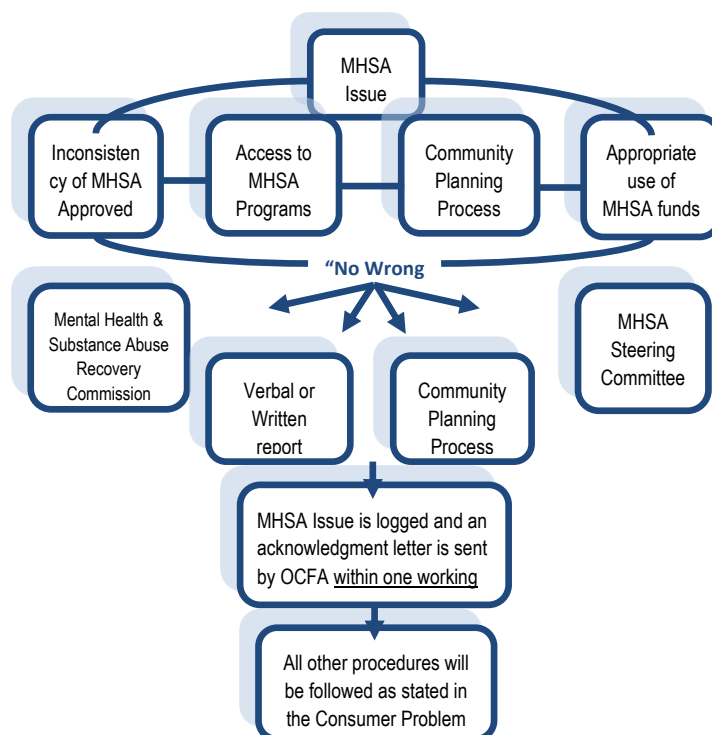 MHSA
Issue
Inconsisten
cy of MHSA
Approved
Access to
MHSA
Programs
Community
Planning
Process
Appropriate
use of
MHSA funds
“No Wrong
Mental Health &
Substance Abuse
Recovery
Commission
Verbal or
Written
report
Community
Planning
Process
MHSA
Steering
Committee
MHSA Issue is logged and an
acknowledgment letter is sent
by OCFA within one working
All other procedures will
be followed as stated in
the Consumer Problem